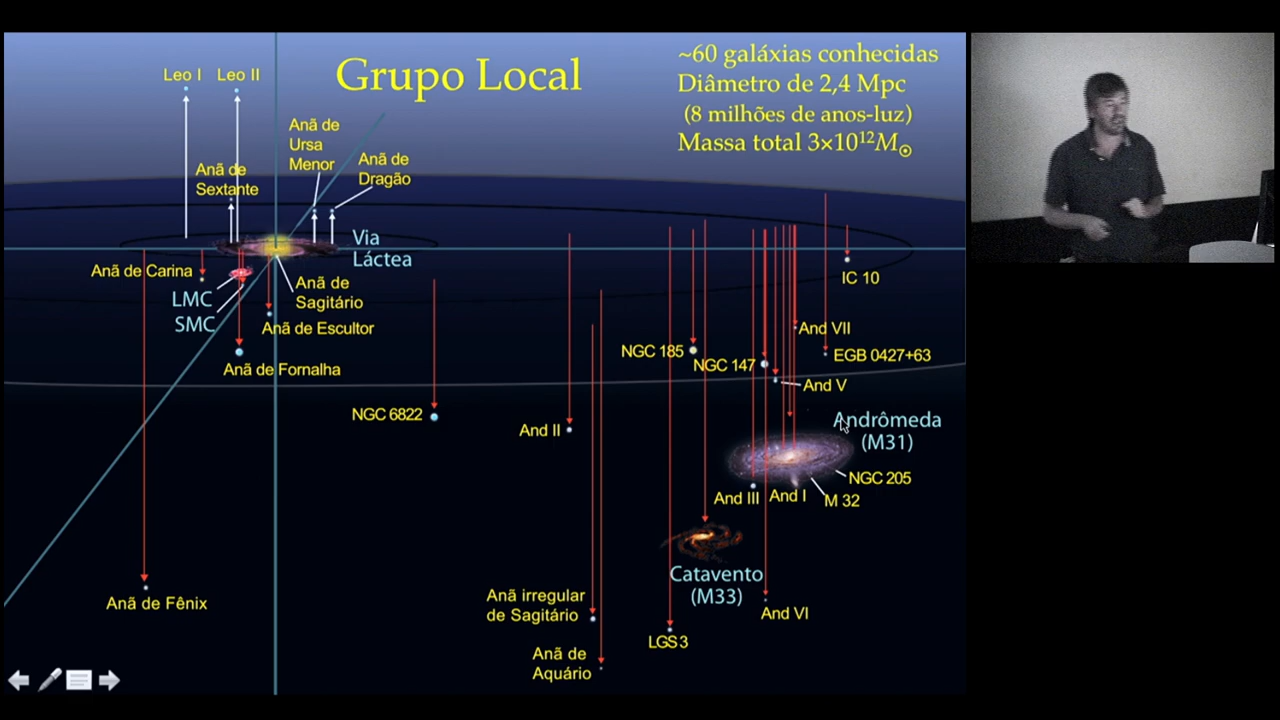 Grupo Local
~60 galáxias conhecidas
Diâmetro de 2,4 Mpc
(8 milhões de anos-luz)
Massa total 3×10¹²M☉
Leo I
Leo II
Anã de
Ursa
Menor
Anã de
Dragão
Anã de
Sextante
Via
Láctea
Anã de Carina
LMC
SMC
Anã de
Sagitário
Anã de Escultor
Anã de Fornalha
IC 10
And VII
NGC 185
NGC 147
EGB 0427+63
And V
NGC 6822
And II
Andrômeda
(M31)
NGC 205
And III
And I
M 32
Catavento
(M33)
Anã de Fênix
Anã irregular
de Sagitário
And VI
LGS 3
Anã de
Aquário